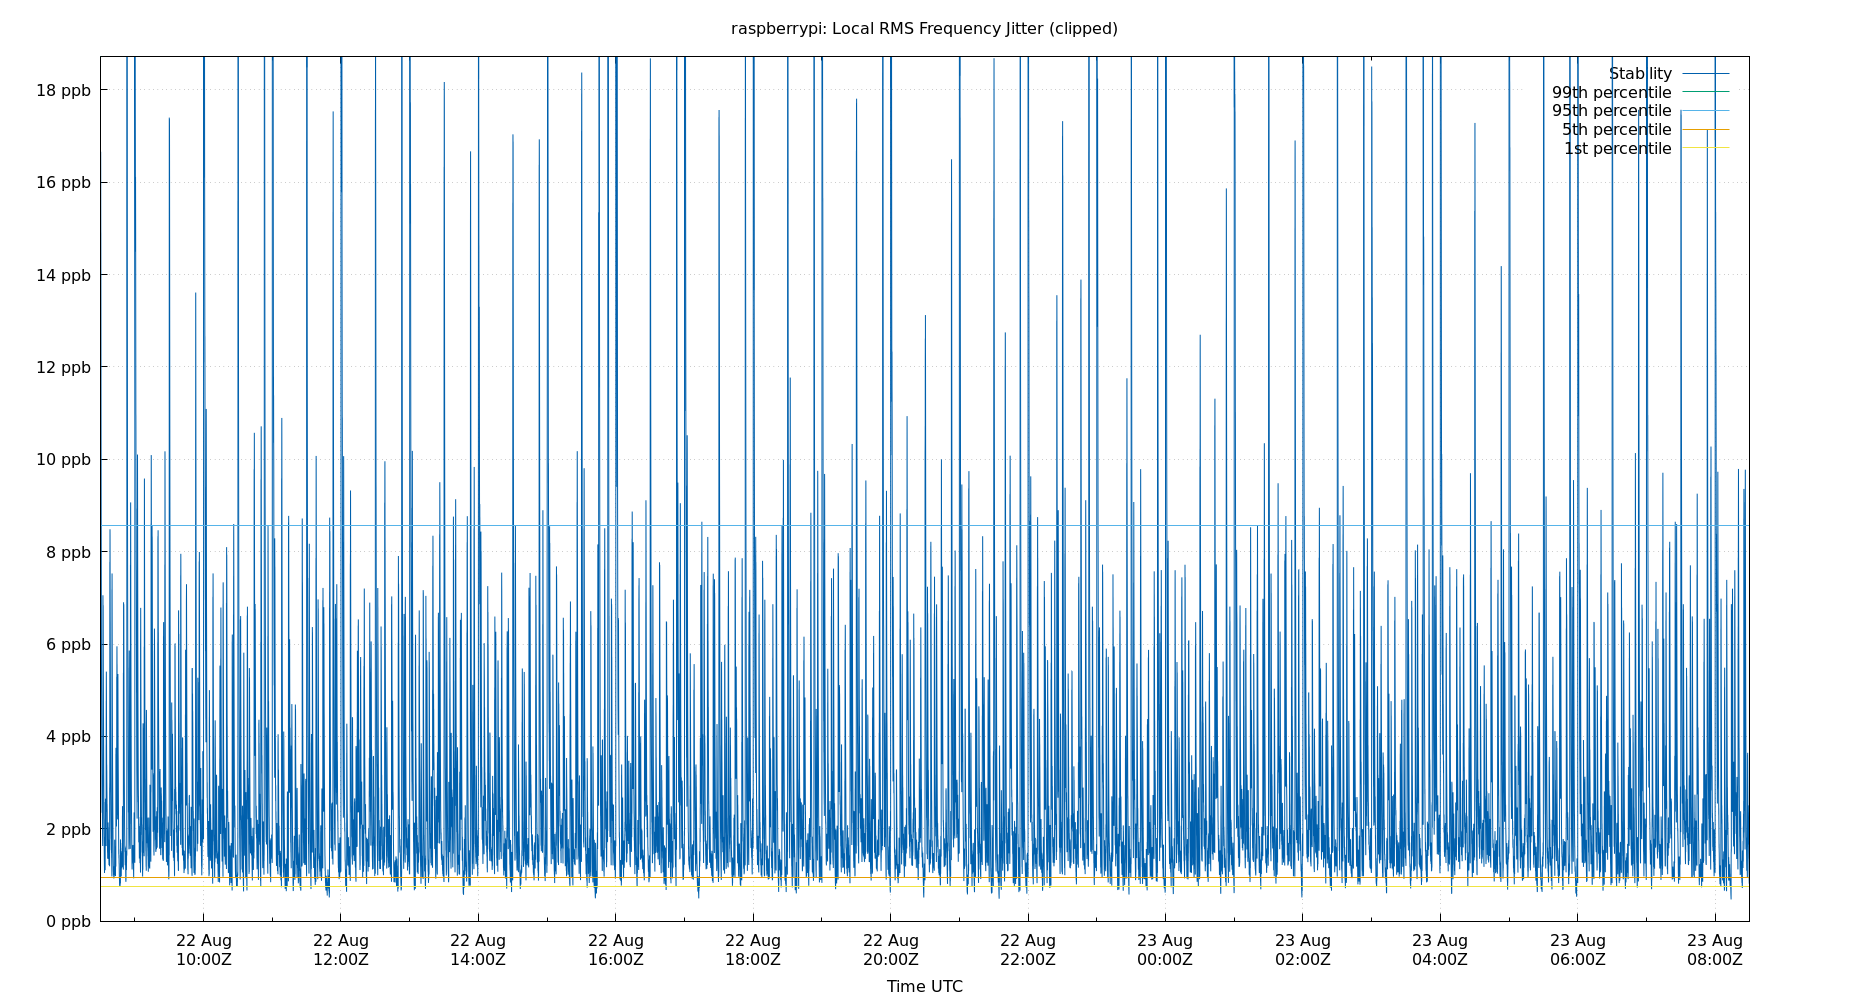 raspberrypi: Local RMS Frequency Jitter (clipped)
18 ppb
16 ppb
14 ppb
12 ppb
10 ppb
8 ppb
6 ppb
4 ppb
2 ppb
0 ppb
Stability
99th percentile
95th percentile
5th percentile
1st percentile
22 Aug 22 Aug 22 Aug 22 Aug 22 Aug 22 Aug 22 Aug 23 Aug 23 Aug 23 Aug 23 Aug 23 Aug
10:00Z 12:00Z 14:00Z 16:00Z 18:00Z 20:00Z 22:00Z 00:00Z 02:00Z 04:00Z 06:00Z 08:00Z
Time UTC